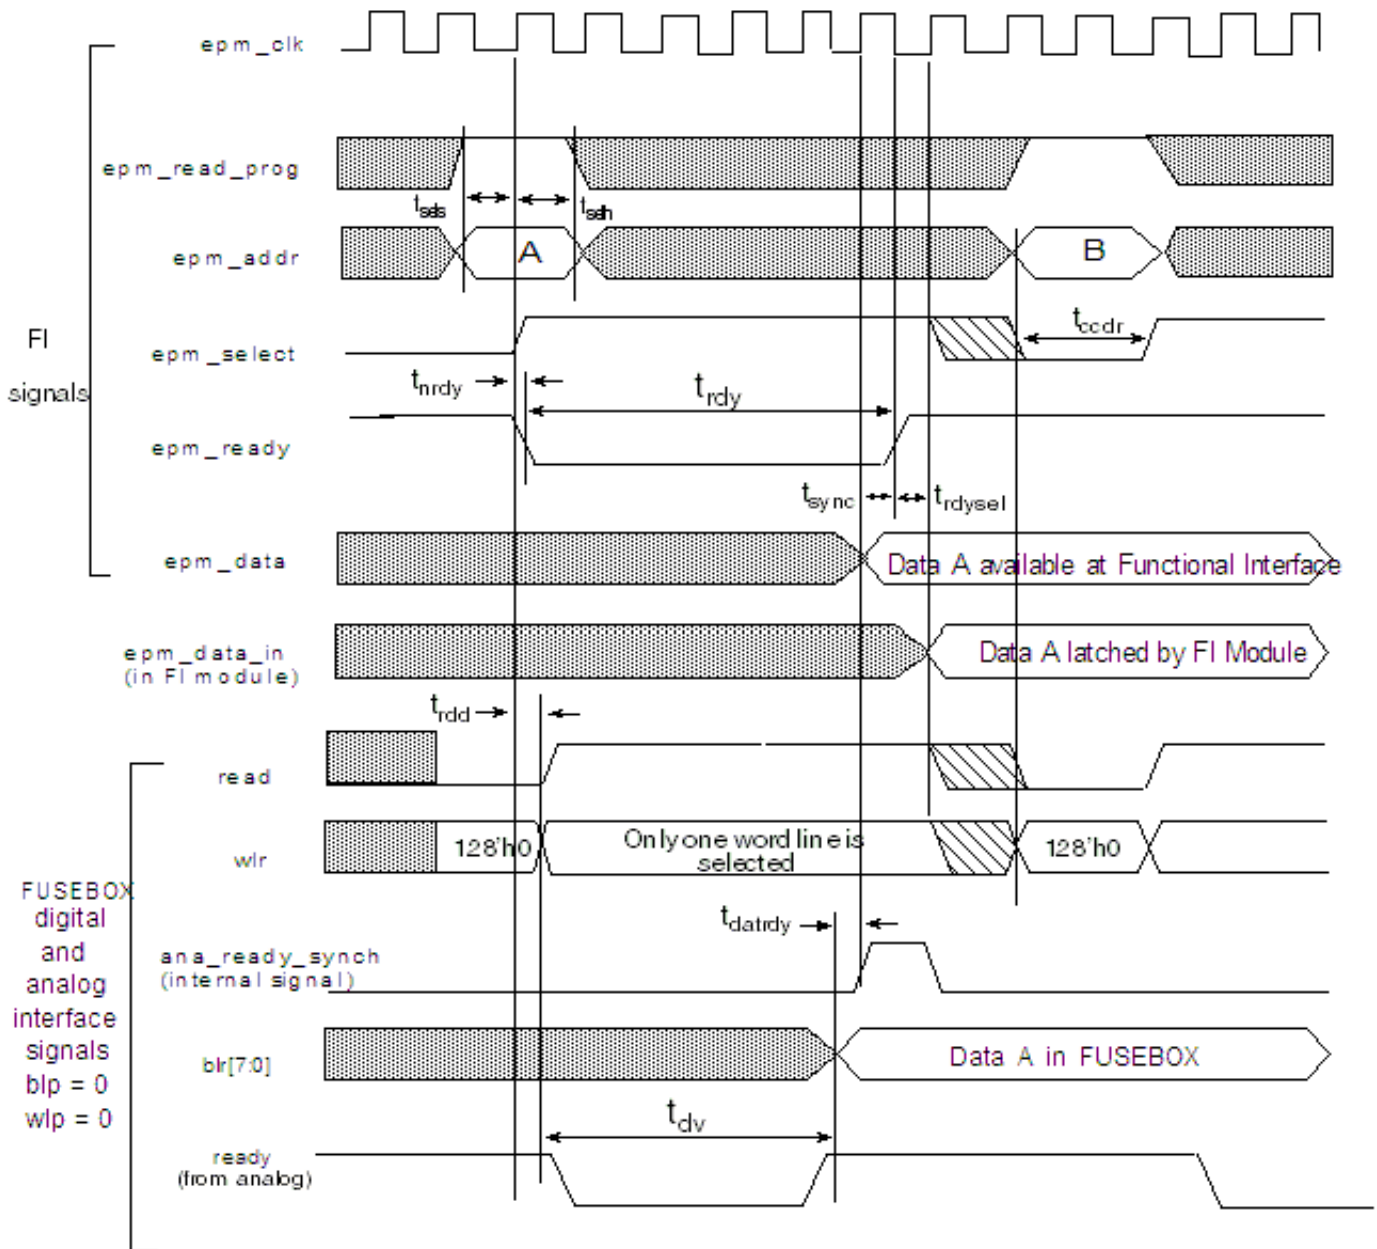 epm_clk
epm_read_prog
tsds
tsdh
epm_addr
A
B
FI
signals
epm_select
tccdr
tnrdy
trdy
epm_ready
tsync
trdysel
epm_data
Data A available at Functional Interface
epm_data_in
(in FI module)
Data A latched by FI Module
trdd
read
wlr
128'h0
Only one word line is
selected
128'h0
FUSEBOX
digital
and
analog
interface
signals
blp = 0
wlp = 0
tdatrdy
ana_ready_synch
(internal signal)
blr[7:0]
Data A in FUSEBOX
tdv
ready
(from analog)